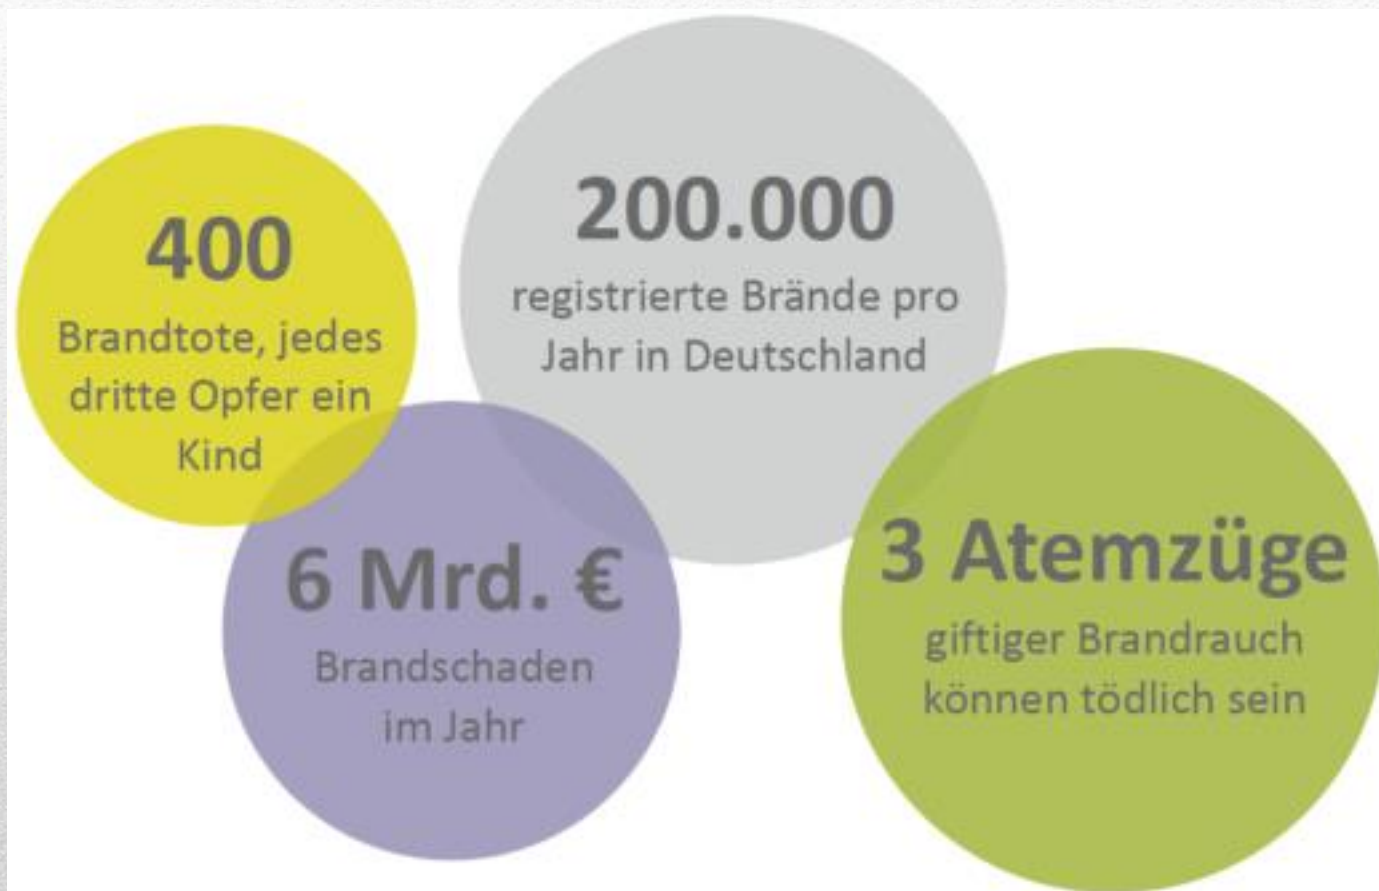 400
Brandtote, jedes
dritte Opfer ein
Kind
200.000
registrierte Brände pro
Jahr in Deutschland
6 Mrd. €
Brandschaden
im Jahr
3 Atemzüge
giftiger Brandrauch
können tödlich sein